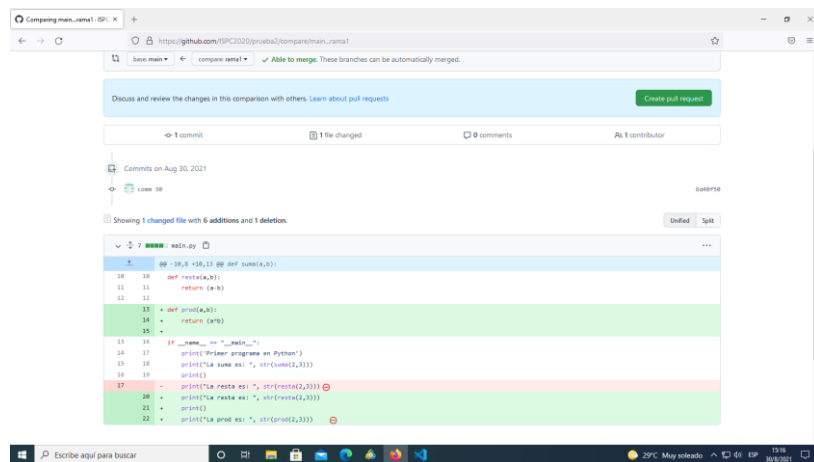 Comparing main...rama1 · ISPC
https://github.com/ISPC2020/prueba2/compare/main...rama1
base: main compare: rama1 Able to merge. These branches can be automatically merged.
Discuss and review the changes in this comparison with others. Learn about pull requests
Create pull request
1 commit 1 file changed 0 comments 1 contributor
Commits on Aug 30, 2021
comm 30
Showing 1 changed file with 6 additions and 1 deletion.
Unified Split
7 main.py
@@ -10,8 +10,13 @@ def suma(a,b):
10 10 def resta(a,b):
11 11 return (a-b)
12 12
13 + def prod(a,b):
14 + return (a*b)
15 +
13 16 if __name__ == "__main__":
14 17 print('Primer programa en Python')
15 18 print("La suma es: ", str(suma(2,3)))
16 19 print()
17 - print("La resta es: ", str(resta(2,3)))
20 + print("La resta es: ", str(resta(2,3)))
21 + print()
22 + print("La prod es: ", str(prod(2,3)))
Escribe aquí para buscar
29°C Muy soleado ESP 15:16
30/8/2021